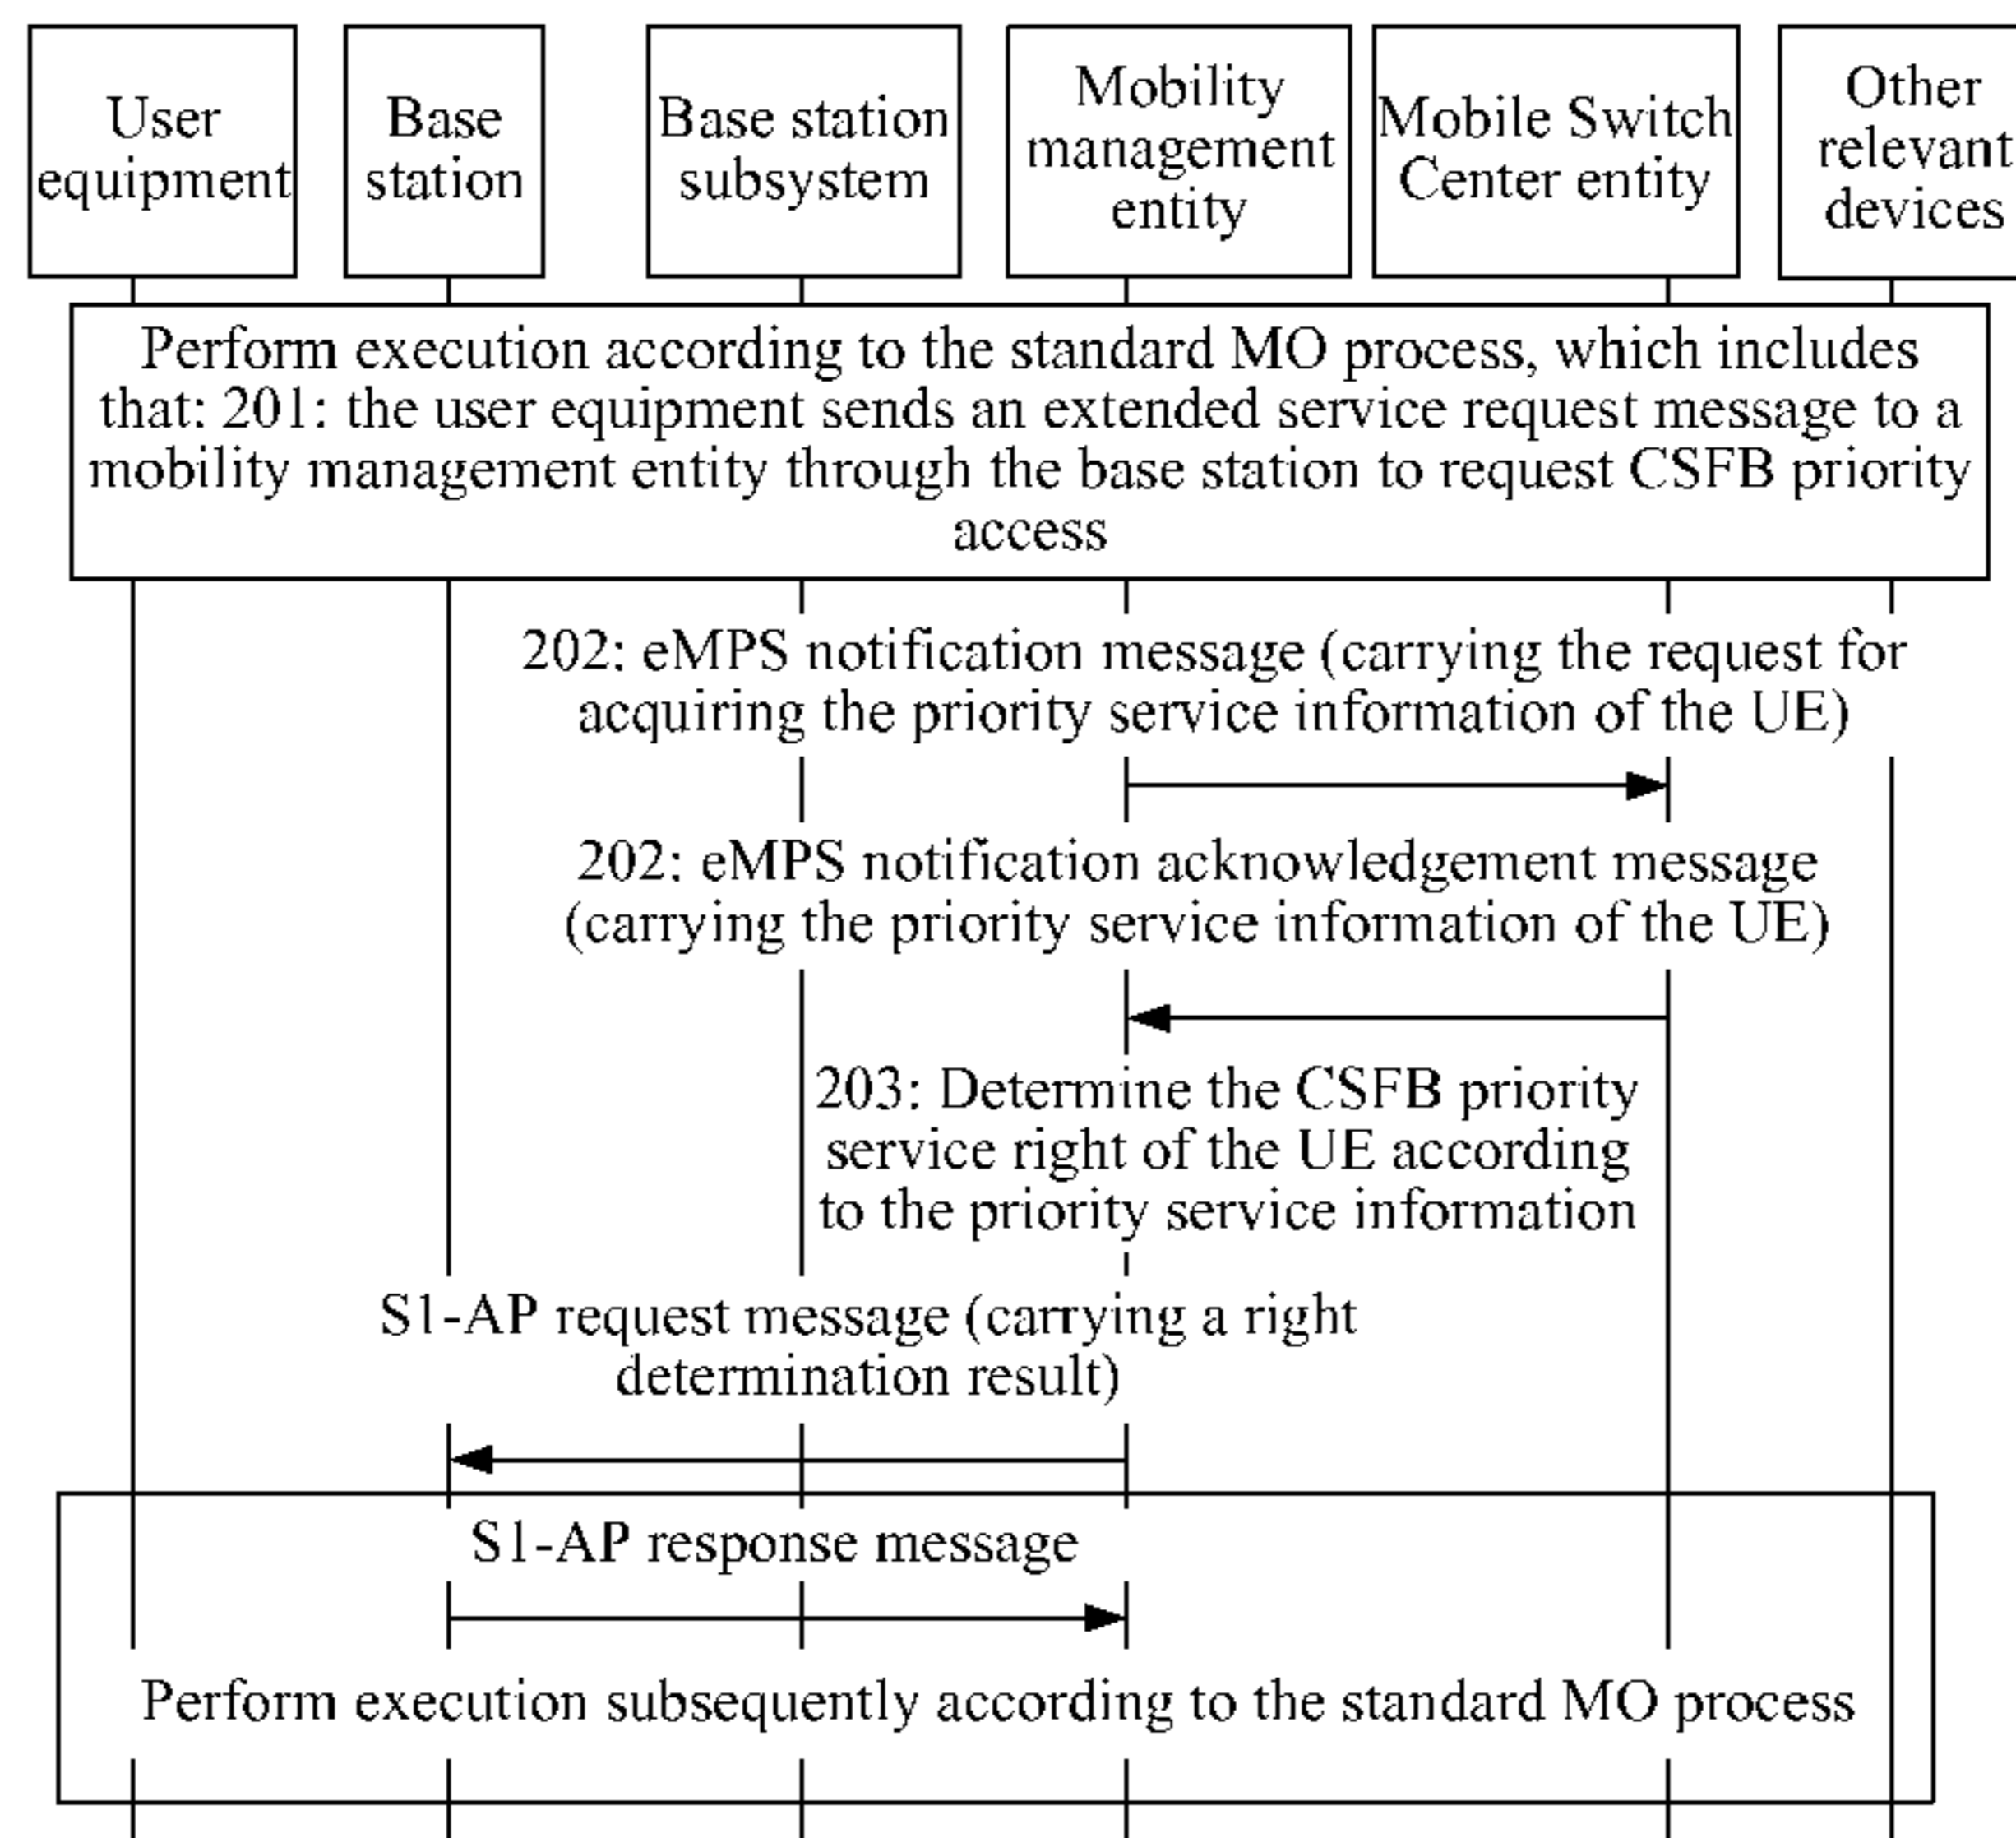 User
equipment
Base
station
Base station
subsystem
Mobility
management
entity
Mobile Switch
Center entity
Other
relevant
devices
Perform execution according to the standard MO process, which includes
that: 201: the user equipment sends an extended service request message to a
mobility management entity through the base station to request CSFB priority
access
202: eMPS notification message (carrying the request for
acquiring the priority service information of the UE)
202: eMPS notification acknowledgement message
(carrying the priority service information of the UE)
203: Determine the CSFB priority
service right of the UE according
to the priority service information
S1-AP request message (carrying a right
determination result)
S1-AP response message
Perform execution subsequently according to the standard MO process